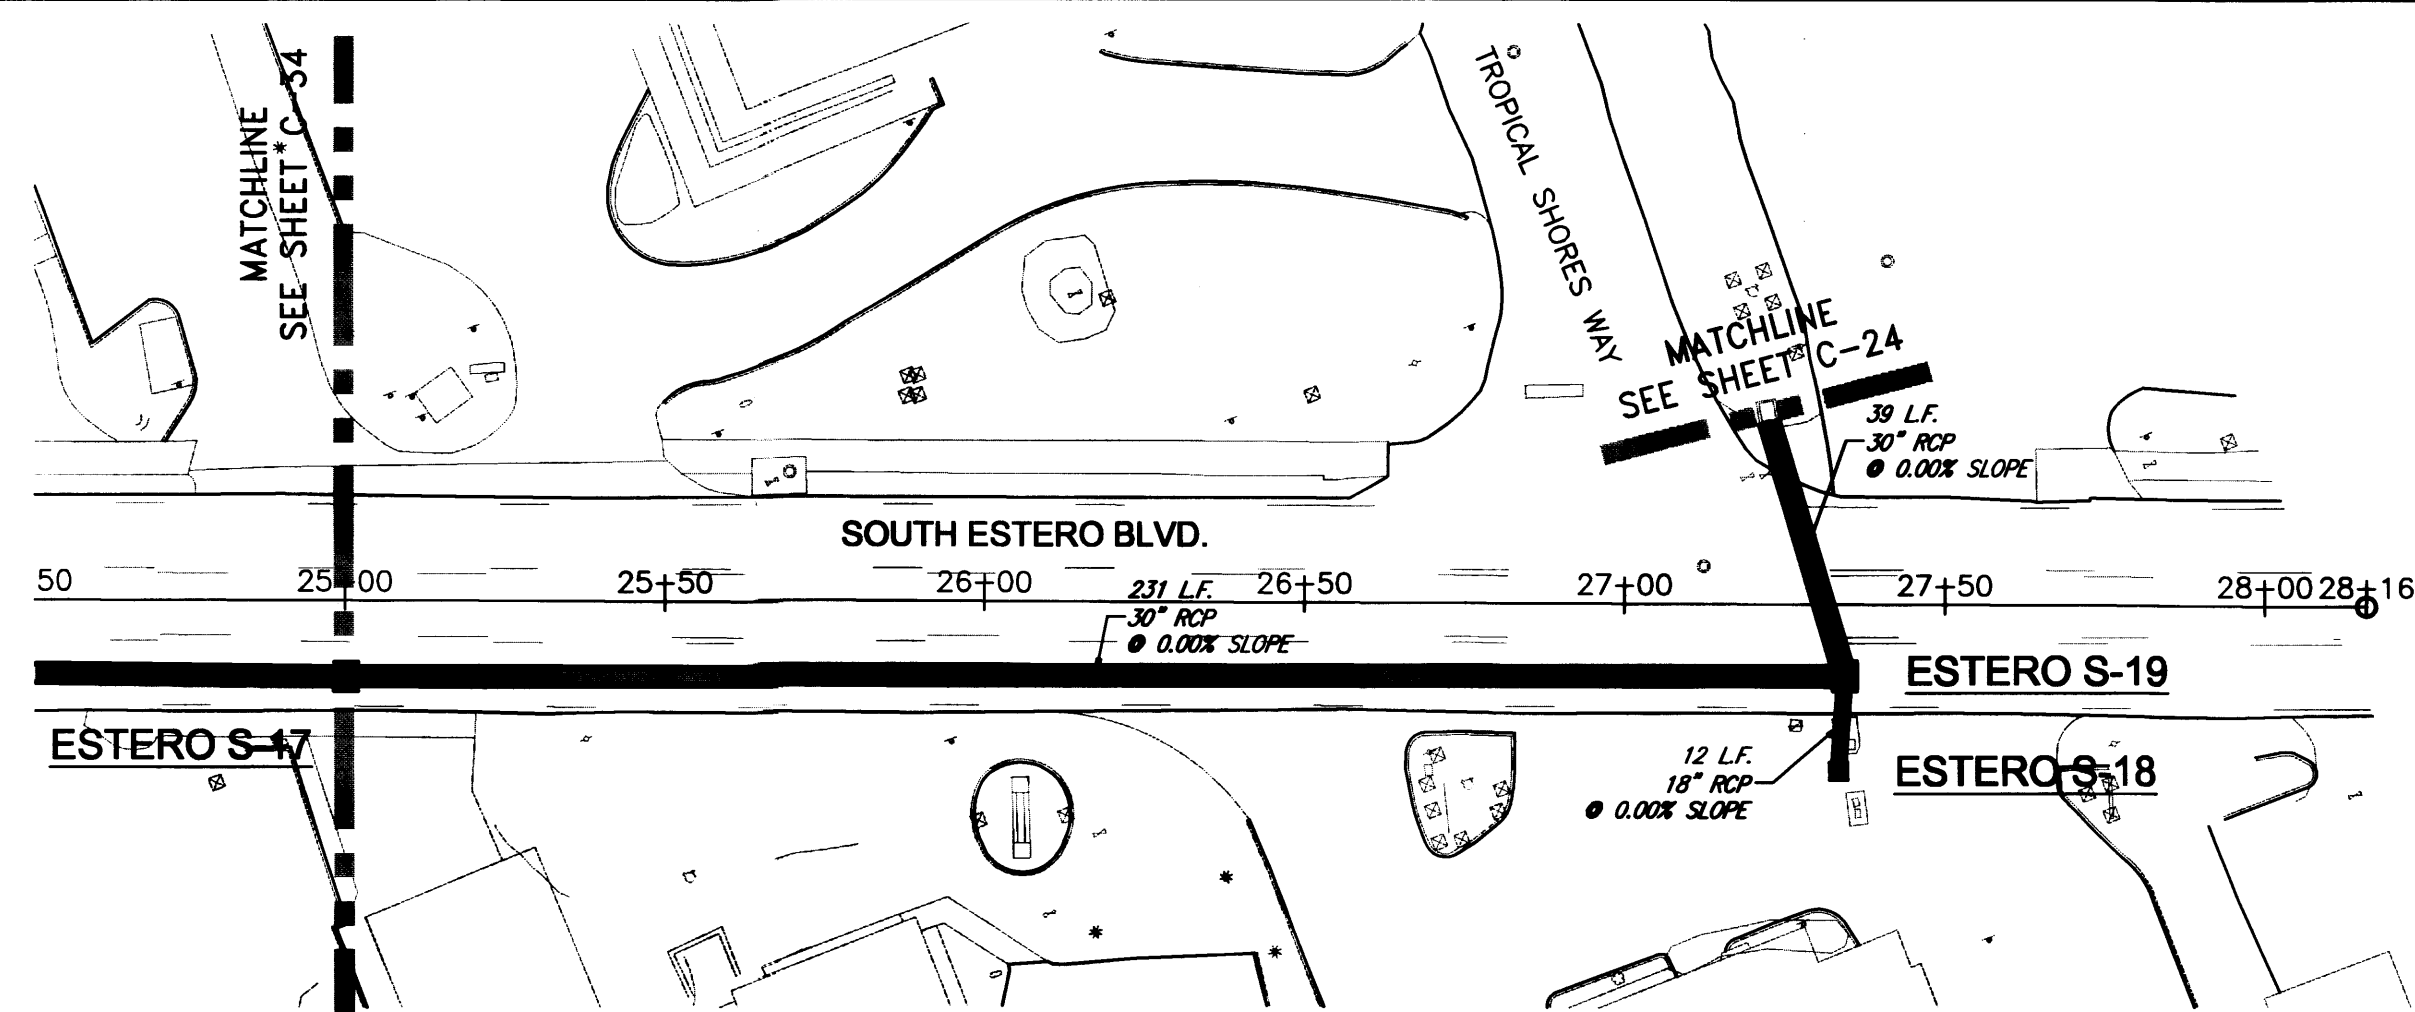 MATCHLINE
SEE SHEET C-34
TROPICAL SHORES WAY
MATCHLINE
SEE SHEET C-24
39 L.F.
30" RCP
@ 0.00% SLOPE
SOUTH ESTERO BLVD.
50
25+00
25+50
26+00
26+50
27+00
27+50
28+00
28+16
231 L.F.
30" RCP
@ 0.00% SLOPE
ESTERO S-19
ESTERO S-17
12 L.F.
18" RCP
@ 0.00% SLOPE
ESTERO S-18